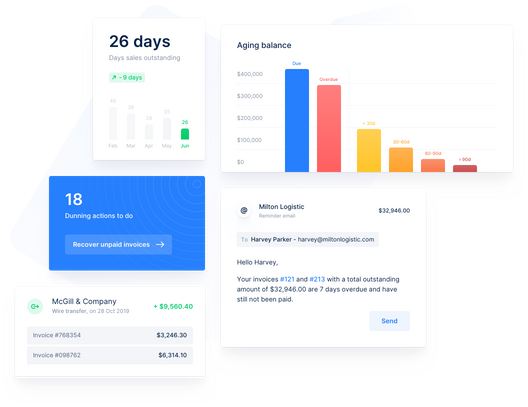 26 days
Days sales outstanding
- 9 days
26
Feb Mar Apr May Jun
Aging balance
Due
Overdue
$400,000
$300,000
$200,000
$100,000
$0
< 30d
30-60d
60-90d
+90d
18
Dunning actions to do
Recover unpaid invoices
Milton Logistic
Reminder email
$32,946.00
To Harvey Parker - harvey@miltonlogistic.com
Hello Harvey,
Your invoices #121 and #213 with a total outstanding
amount of $32,946.00 are 7 days overdue and have
still not been paid.
Send
McGill & Company
Wire transfer, on 28 Oct 2019
+ $9,560.40
Invoice #768354 $3,246.30
Invoice #098762 $6,314.10